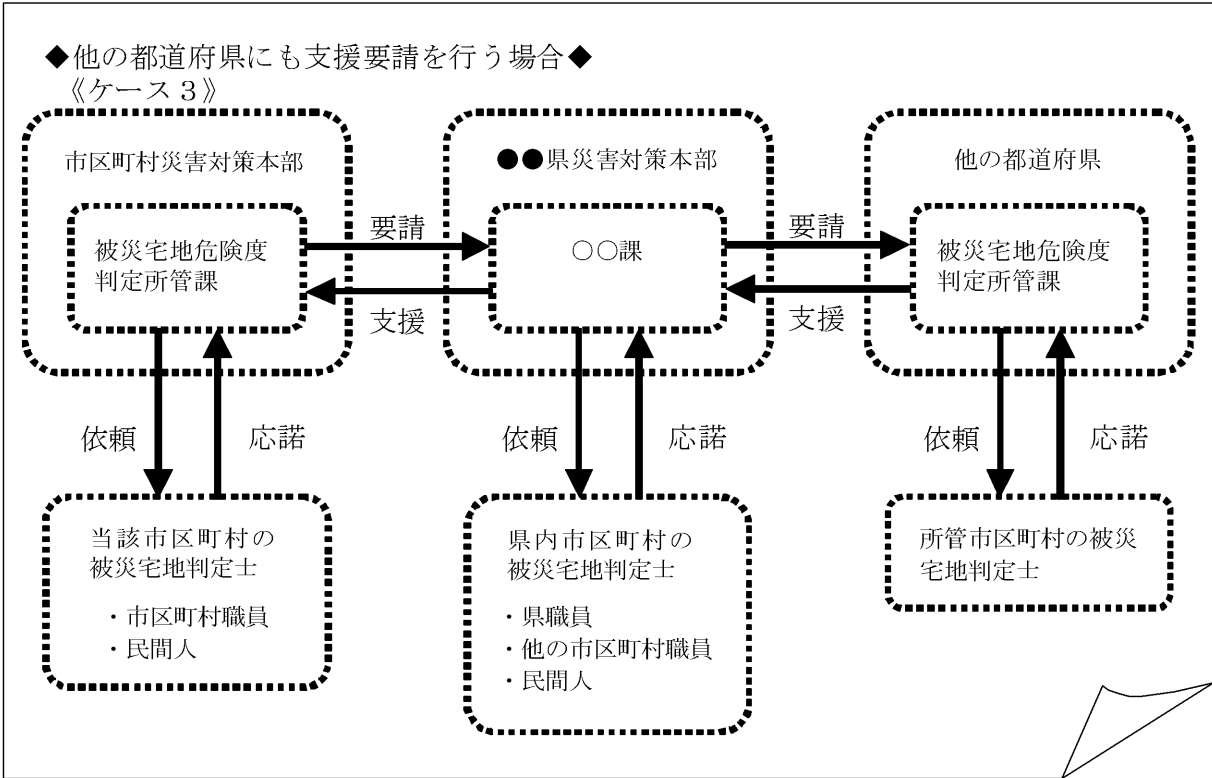 ◆他の都道府県にも支援要請を行う場合◆
《ケース３》
市区町村災害対策本部
●●県災害対策本部
他の都道府県
被災宅地危険度
判定所管課
要請
支援
〇〇課
要請
支援
被災宅地危険度
判定所管課
依頼
応諾
依頼
応諾
依頼
応諾
当該市区町村の
被災宅地判定士
・市区町村職員
・民間人
県内市区町村の
被災宅地判定士
・県職員
・他の市区町村職員
・民間人
所管市区町村の被災
宅地判定士